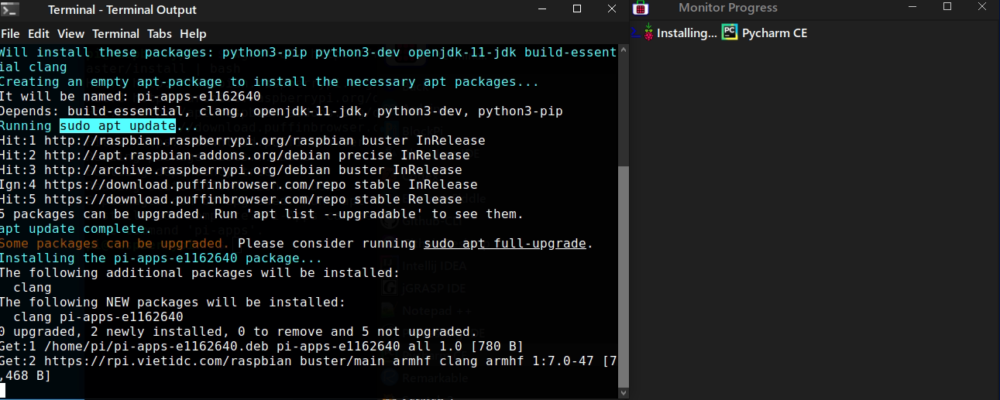 Terminal - Terminal Output
File Edit View Terminal Tabs Help
Will install these packages: python3-pip python3-dev openjdk-11-jdk build-essent
ial clang
Creating an empty apt-package to install the necessary apt packages...
It will be named: pi-apps-e1162640
Depends: build-essential, clang, openjdk-11-jdk, python3-dev, python3-pip
Running sudo apt update...
Hit:1 http://raspbian.raspberrypi.org/raspbian buster InRelease
Hit:2 http://apt.raspbian-addons.org/debian precise InRelease
Hit:3 http://archive.raspberrypi.org/debian buster InRelease
Ign:4 https://download.puffinbrowser.com/repo stable InRelease
Hit:5 https://download.puffinbrowser.com/repo stable Release
5 packages can be upgraded. Run 'apt list --upgradable' to see them.
apt update complete.
Some packages can be upgraded. Please consider running sudo apt full-upgrade.
Installing the pi-apps-e1162640 package...
The following additional packages will be installed:
clang
The following NEW packages will be installed:
clang pi-apps-e1162640
0 upgraded, 2 newly installed, 0 to remove and 5 not upgraded.
Get:1 /home/pi/pi-apps-e1162640.deb pi-apps-e1162640 all 1.0 [780 B]
Get:2 https://rpi.vietidc.com/raspbian buster/main armhf clang armhf 1:7.0-47 [7
,468 B]
Intellij IDEA
jGRASP IDE
Notepad ++
Remarkable
Monitor Progress
Installing... PC Pycharm CE